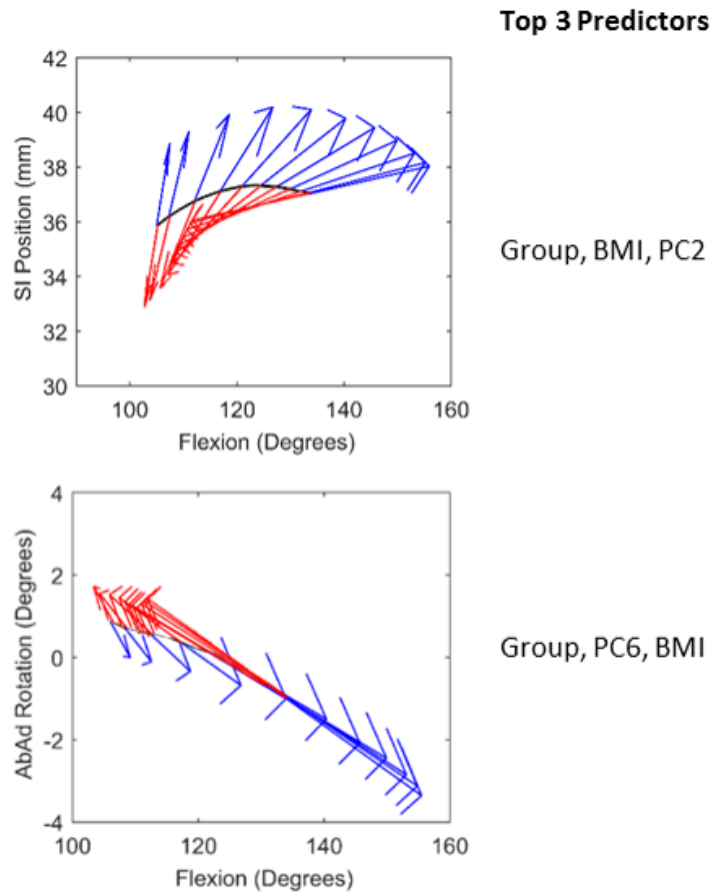 Top 3 Predictors
42
40
38
36
34
32
30
SI Position (mm)
100 120 140 160
Flexion (Degrees)
Group, BMI, PC2
4
2
0
-2
-4
AbAd Rotation (Degrees)
100 120 140 160
Flexion (Degrees)
Group, PC6, BMI